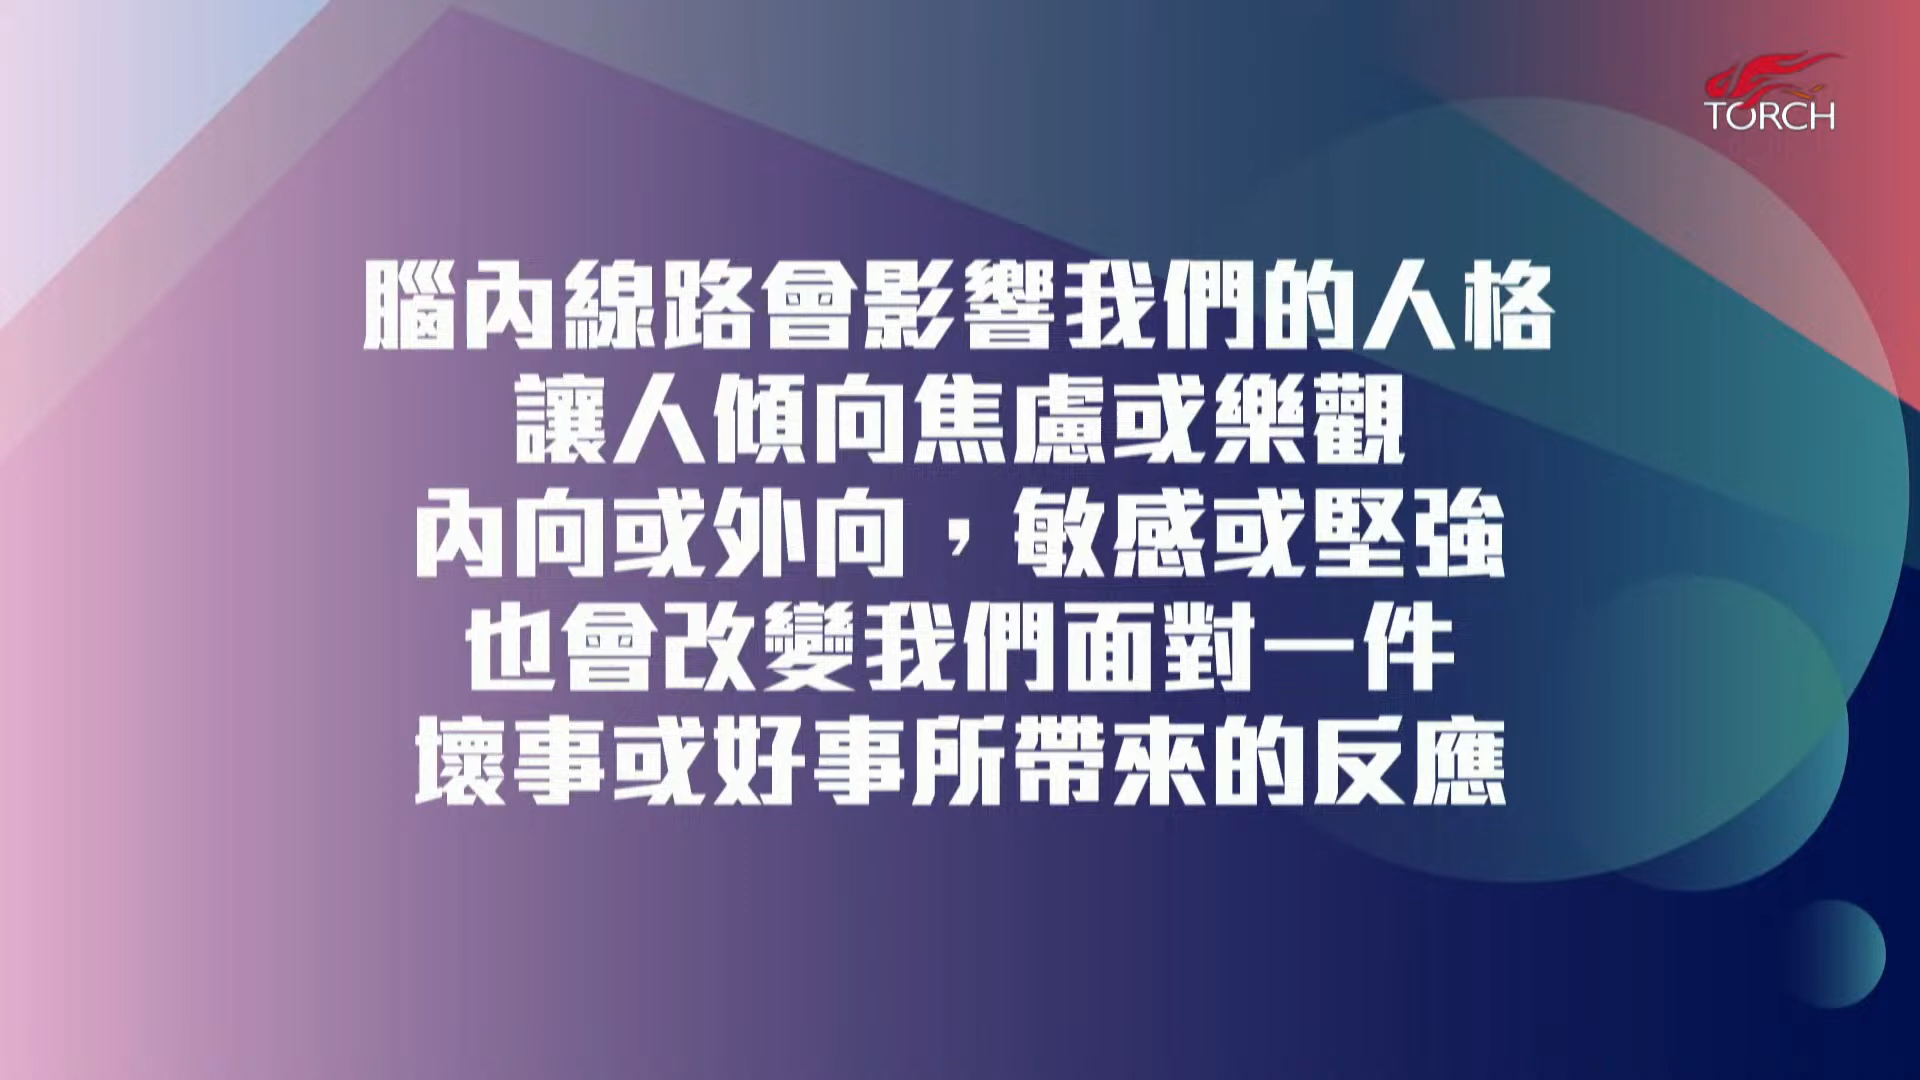 TORCH
腦內線路會影響我們的人格
讓人傾向焦慮或樂觀
內向或外向，敏感或堅強
也會改變我們面對一件
壞事或好事所帶來的反應